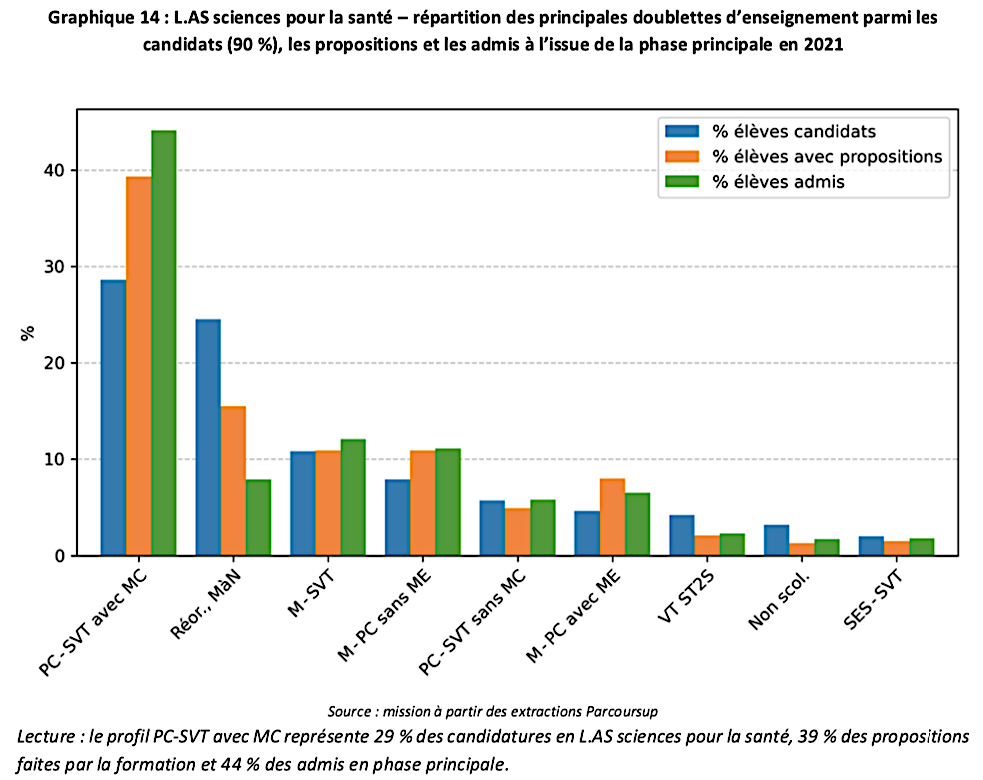 Graphique 14 : L.AS sciences pour la santé – répartition des principales doublettes d'enseignement parmi les
candidats (90 %), les propositions et les admis à l'issue de la phase principale en 2021
% élèves candidats
% élèves avec propositions
% élèves admis
%
40
30
20
10
0
PC - SVT avec MC
Réor., MàN
M - SVT
M - PC sans ME
PC - SVT sans MC
M - PC avec ME
VT ST2S
Non scol.
SES - SVT
Source : mission à partir des extractions Parcoursup
Lecture : le profil PC-SVT avec MC représente 29 % des candidatures en L.AS sciences pour la santé, 39 % des propositions
faites par la formation et 44 % des admis en phase principale.